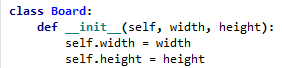 class Board:
    def __init__(self, width, height):
        self.width = width
        self.height = height